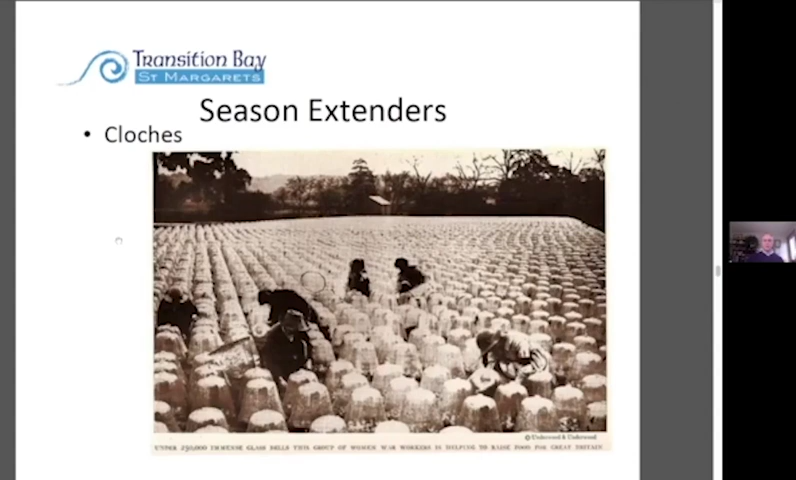 Transition Bay
ST MARGARETS
Season Extenders
• Cloches
© Underwood & Underwood
UNDER 250,000 IMMENSE GLASS BELLS THIS GROUP OF WOMEN WAR WORKERS IS HELPING TO RAISE FOOD FOR GREAT BRITAIN